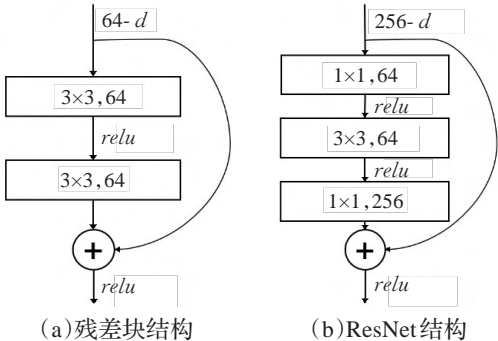 64-d
3×3,64
relu
3×3,64
+
relu
(a)残差块结构
256-d
1×1,64
relu
3×3,64
relu
1×1,256
+
relu
(b)ResNet结构